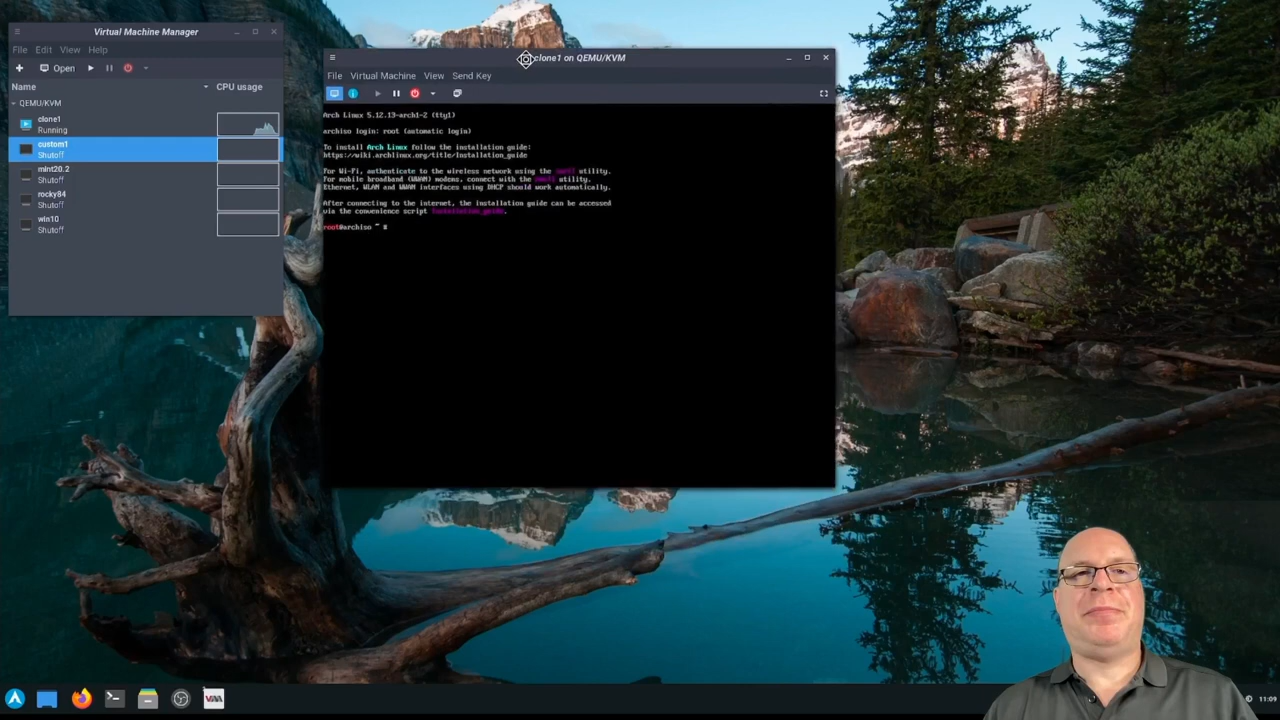 Virtual Machine Manager
File Edit View Help
Open
Name CPU usage
QEMU/KVM
clone1
Running
custom1
Shutoff
mint20.2
Shutoff
rocky84
Shutoff
win10
Shutoff
clone1 on QEMU/KVM
File Virtual Machine View Send Key
Arch Linux 5.12.13-arch1-2 (tty1)
archiso login: root (automatic login)
To install Arch Linux follow the installation guide:
https://wiki.archlinux.org/title/Installation_guide
For Wi-Fi, authenticate to the wireless network using the iwctl utility.
For mobile broadband (WWAN) modems, connect with the mmcli utility.
Ethernet, WLAN and WWAN interfaces using DHCP should work automatically.
After connecting to the internet, the installation guide can be accessed
via the convenience script Installation_guide.
root@archiso ~ #
11:09